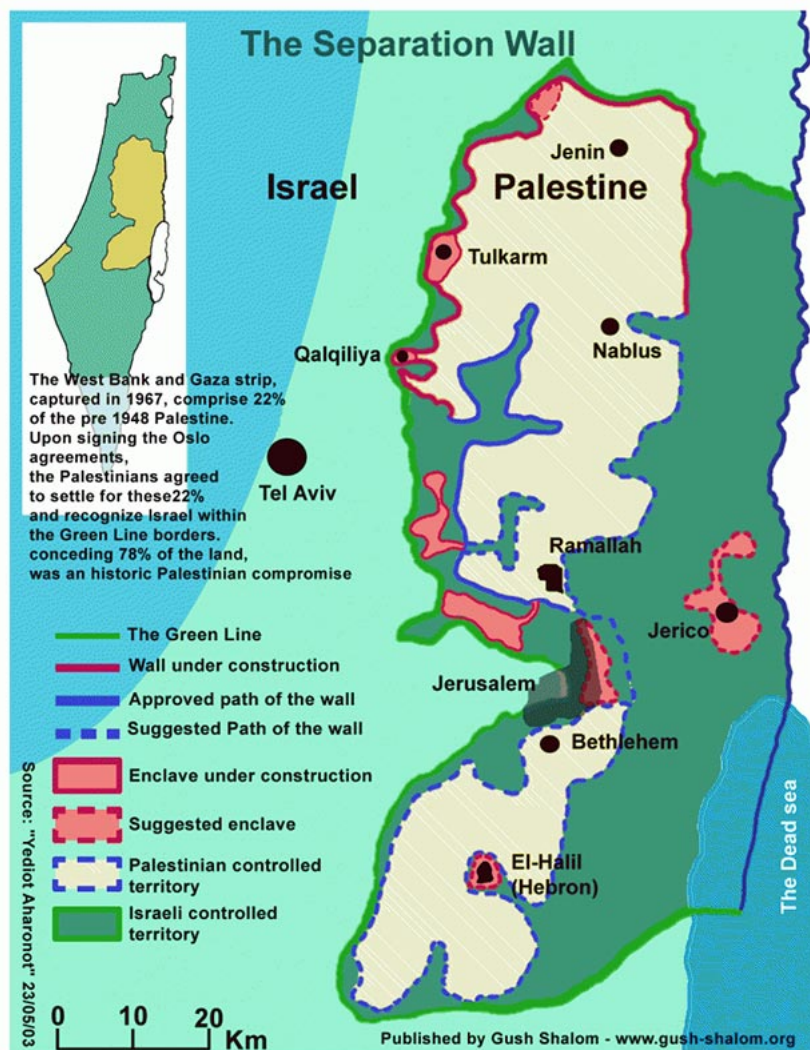 The Separation Wall
Israel
Palestine
Jenin
Tulkarm
Qalqiliya
Nablus
The West Bank and Gaza strip,
captured in 1967, comprise 22%
of the pre 1948 Palestine.
Upon signing the Oslo
agreements,
the Palestinians agreed
to settle for these22%
and recognize Israel within
the Green Line borders.
conceding 78% of the land,
was an historic Palestinian compromise
Tel Aviv
Ramallah
Jerico
Jerusalem
Bethlehem
El-Halil
(Hebron)
The Dead sea
The Green Line
Wall under construction
Approved path of the wall
Suggested Path of the wall
Enclave under construction
Suggested enclave
Palestinian controlled
territory
Israeli controlled
territory
Source: "Yediot Aharonot" 23/05/03
0 10 20
Km
Published by Gush Shalom - www.gush-shalom.org